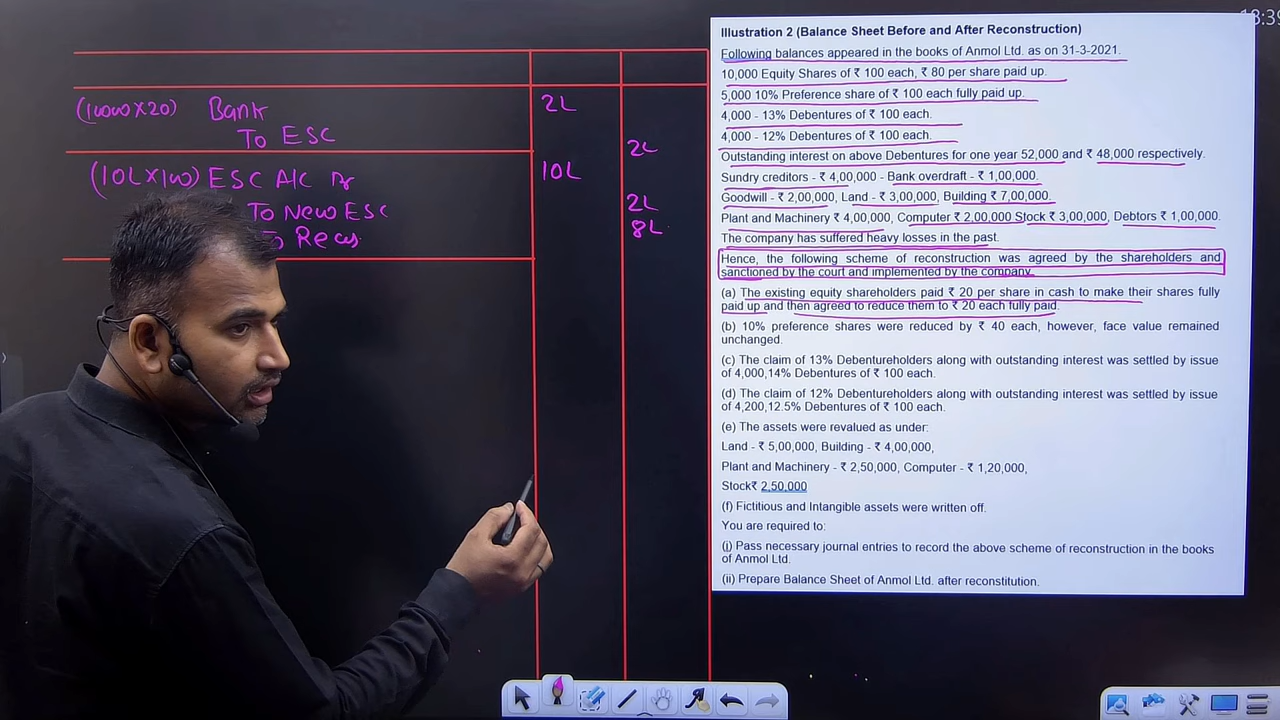 18:39
(10000 x 20) Bank 2L
To ESC 2L
(10L x 100) ESC A/c Dr 10L
To New ESC 2L
To Recus. 8L
Illustration 2 (Balance Sheet Before and After Reconstruction)
Following balances appeared in the books of Anmol Ltd. as on 31-3-2021.
10,000 Equity Shares of ₹ 100 each, ₹ 80 per share paid up.
5,000 10% Preference share of ₹ 100 each fully paid up.
4,000 - 13% Debentures of ₹ 100 each.
4,000 - 12% Debentures of ₹ 100 each.
Outstanding interest on above Debentures for one year 52,000 and ₹ 48,000 respectively.
Sundry creditors - ₹ 4,00,000 - Bank overdraft - ₹ 1,00,000.
Goodwill - ₹ 2,00,000, Land - ₹ 3,00,000, Building ₹ 7,00,000.
Plant and Machinery ₹ 4,00,000, Computer ₹ 2,00,000 Stock ₹ 3,00,000, Debtors ₹ 1,00,000.
The company has suffered heavy losses in the past.
Hence, the following scheme of reconstruction was agreed by the shareholders and
sanctioned by the court and implemented by the company.
(a) The existing equity shareholders paid ₹ 20 per share in cash to make their shares fully
paid up and then agreed to reduce them to ₹ 20 each fully paid.
(b) 10% preference shares were reduced by ₹ 40 each, however, face value remained
unchanged.
(c) The claim of 13% Debentureholders along with outstanding interest was settled by issue
of 4,000,14% Debentures of ₹ 100 each.
(d) The claim of 12% Debentureholders along with outstanding interest was settled by issue
of 4,200,12.5% Debentures of ₹ 100 each.
(e) The assets were revalued as under:
Land - ₹ 5,00,000, Building - ₹ 4,00,000,
Plant and Machinery - ₹ 2,50,000, Computer - ₹ 1,20,000,
Stock₹ 2,50,000
(f) Fictitious and Intangible assets were written off.
You are required to:
(i) Pass necessary journal entries to record the above scheme of reconstruction in the books
of Anmol Ltd.
(ii) Prepare Balance Sheet of Anmol Ltd. after reconstitution.